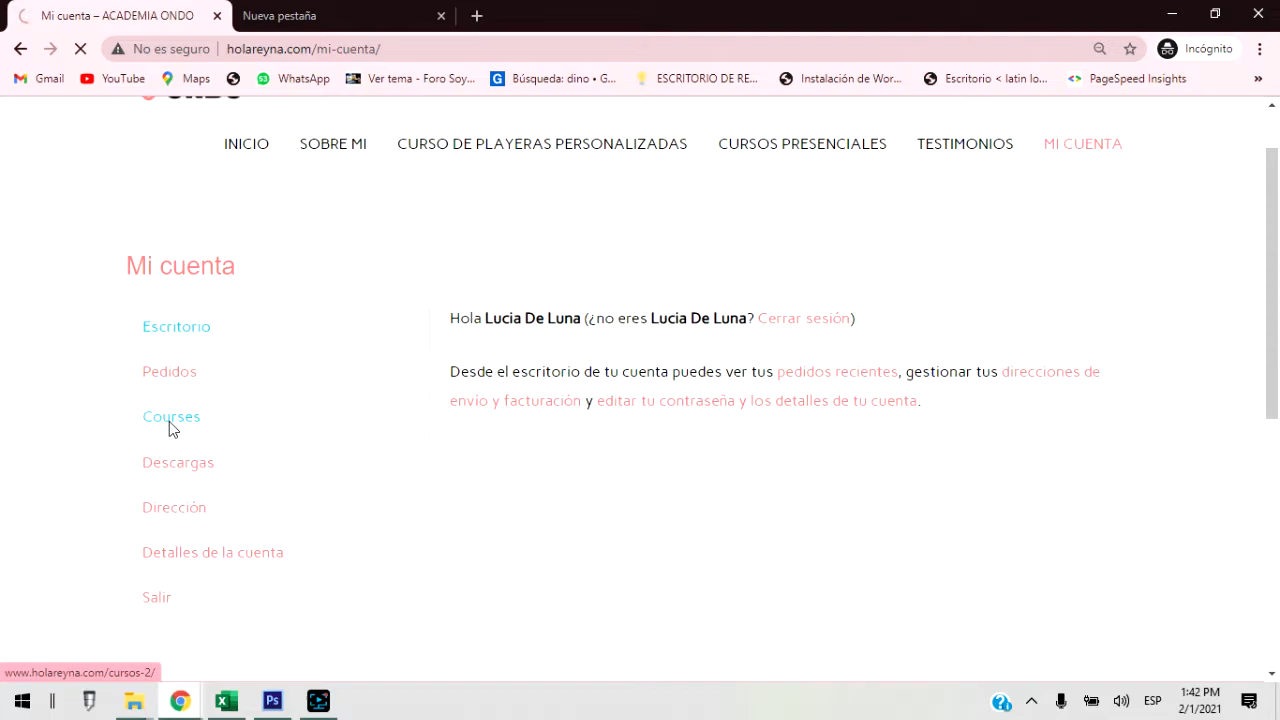 Mi cuenta – ACADEMIA ONDO
Nueva pestaña
No es seguro
holareyna.com/mi-cuenta/
Incógnito
Gmail
YouTube
Maps
WhatsApp
Ver tema - Foro Soy...
Búsqueda: dino • G...
ESCRITORIO DE RE...
Instalación de Wor...
Escritorio < latin lo...
PageSpeed Insights
»
INICIO
SOBRE MI
CURSO DE PLAYERAS PERSONALIZADAS
CURSOS PRESENCIALES
TESTIMONIOS
MI CUENTA
Mi cuenta
Escritorio
Pedidos
Courses
Descargas
Dirección
Detalles de la cuenta
Salir
Hola Lucia De Luna (¿no eres Lucia De Luna? Cerrar sesión)
Desde el escritorio de tu cuenta puedes ver tus pedidos recientes, gestionar tus direcciones de
envío y facturación y editar tu contraseña y los detalles de tu cuenta.
www.holareyna.com/cursos-2/
ESP
1:42 PM
2/1/2021